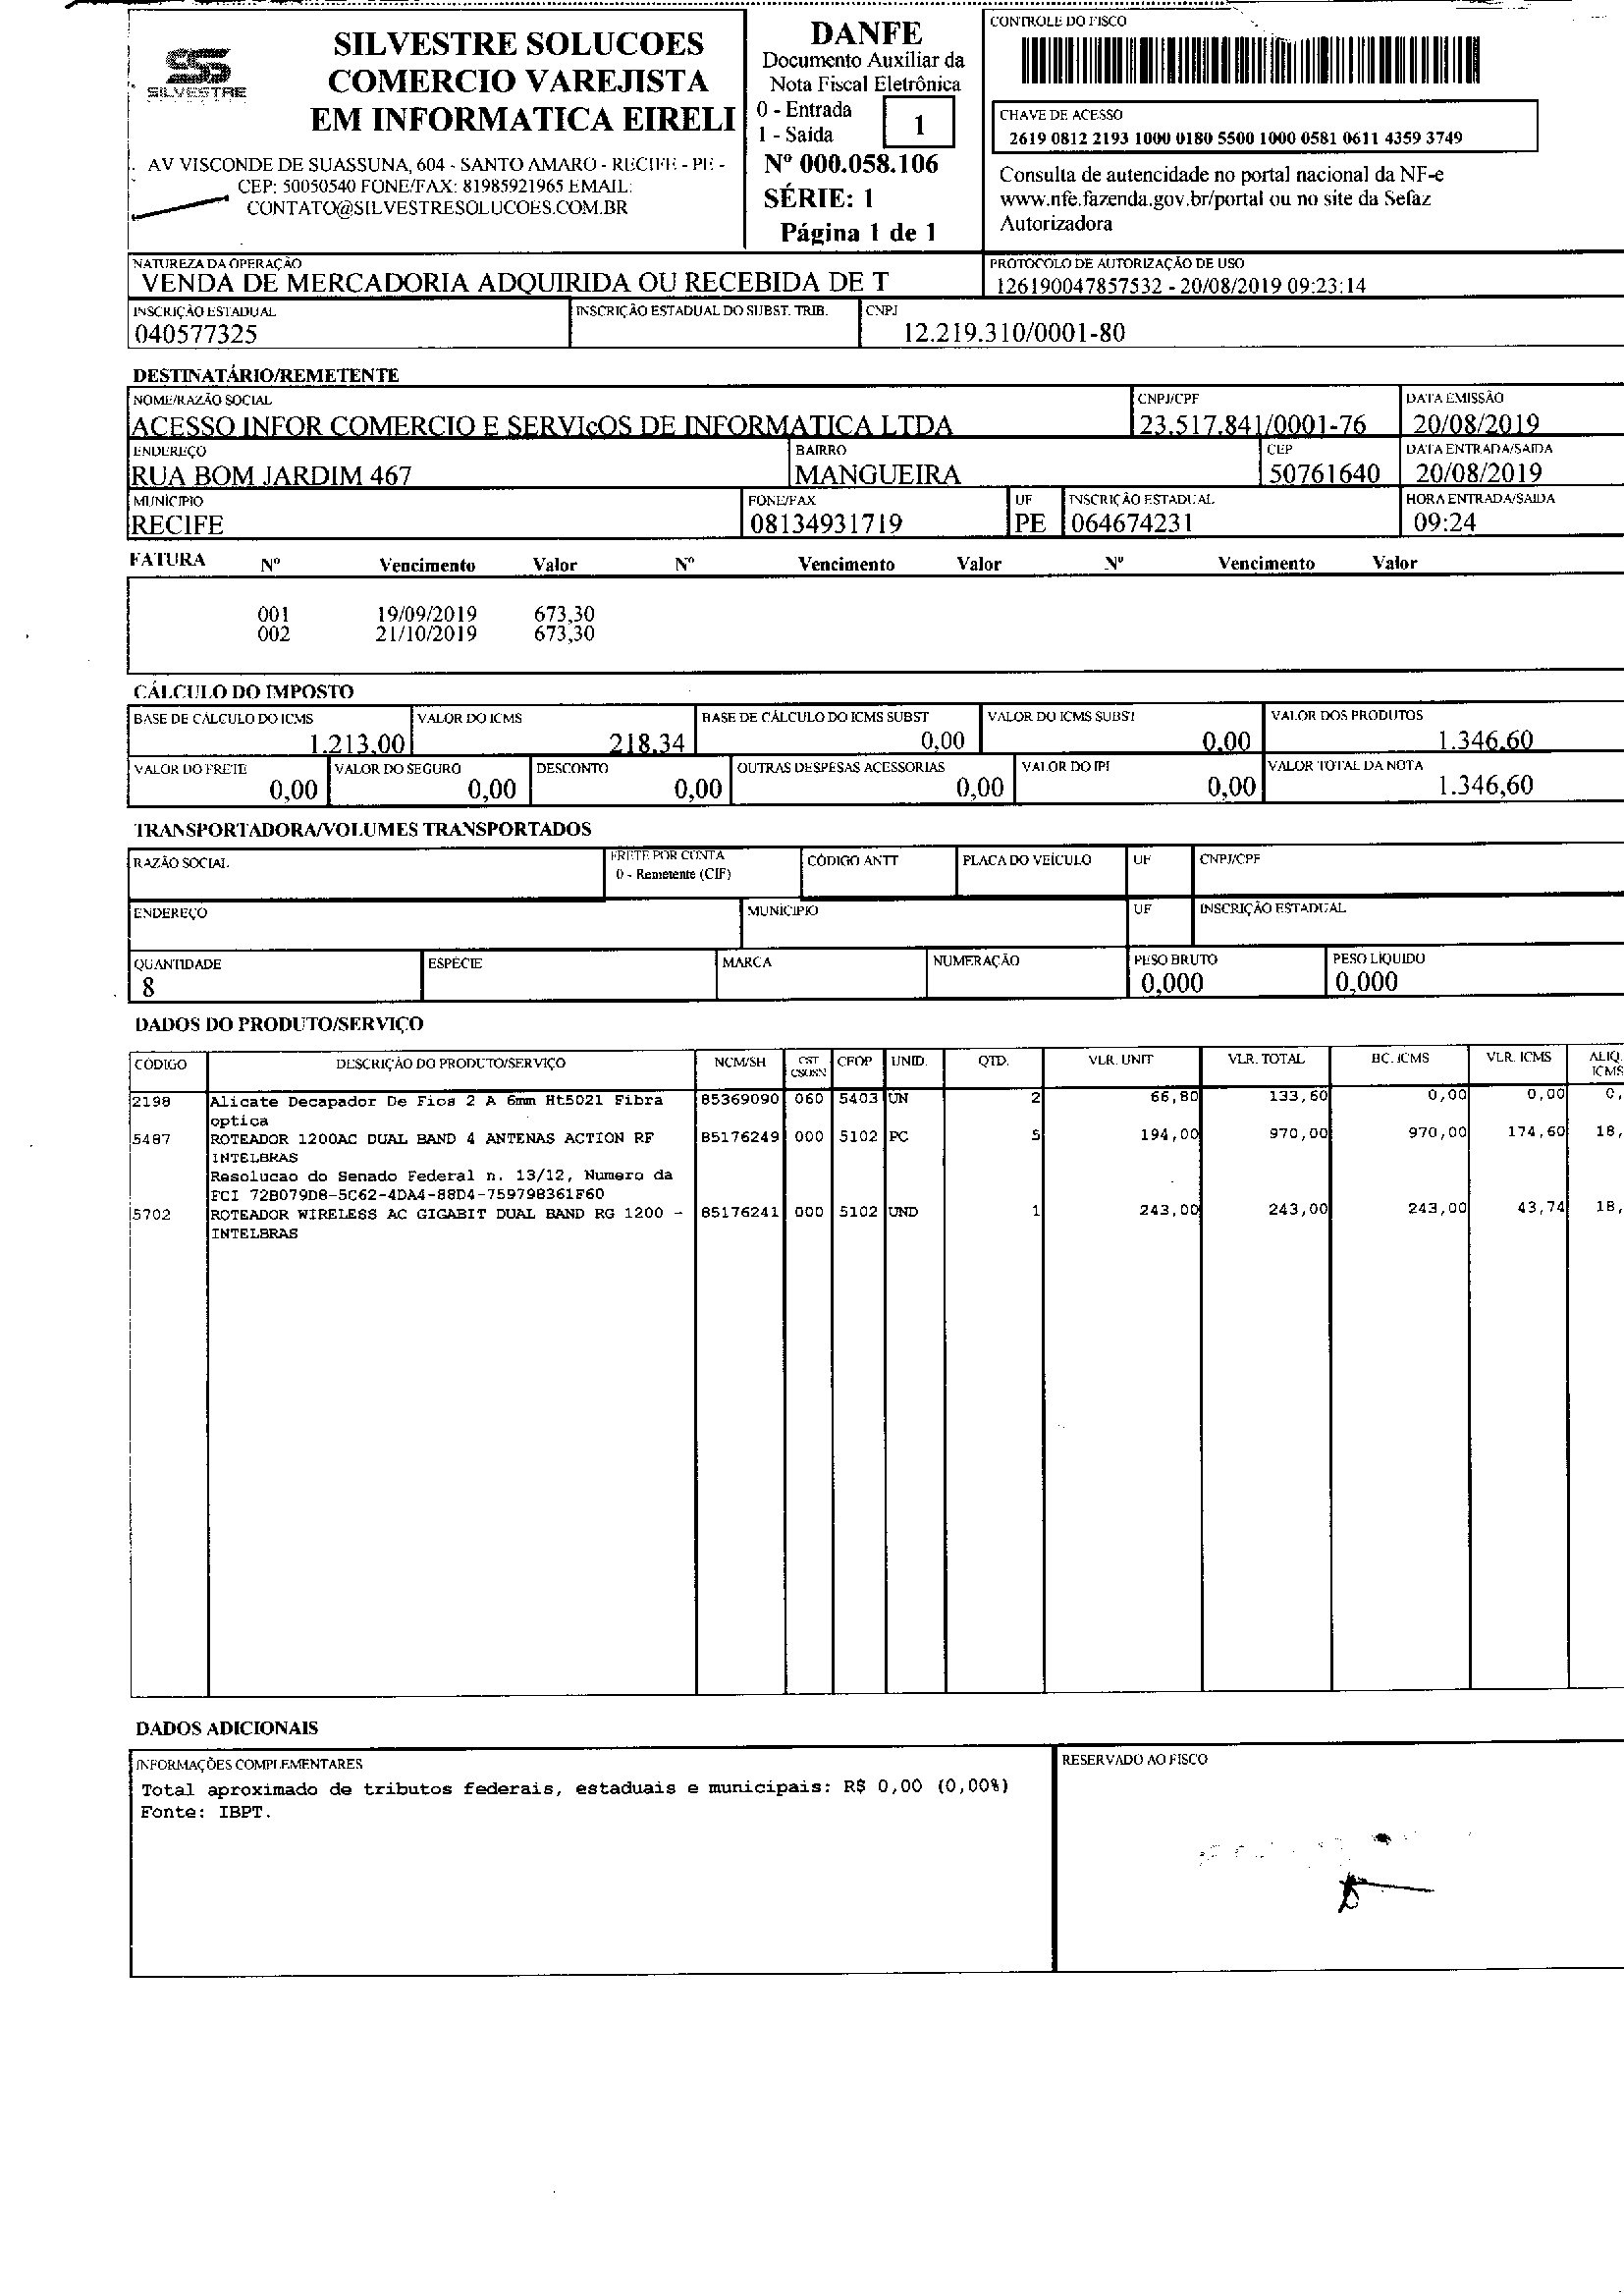 SILVESTRE
SILVESTRE SOLUCOES
COMERCIO VAREJISTA
EM INFORMATICA EIRELI
AV VISCONDE DE SUASSUNA, 604 - SANTO AMARO - RECIFE - PE -
CEP: 50050540 FONE/FAX: 81985921965 EMAIL:
CONTATO@SILVESTRESOLUCOES.COM.BR
DANFE
Documento Auxiliar da
Nota Fiscal Eletrônica
0 - Entrada
1 - Saída
1
Nº 000.058.106
SÉRIE: 1
Página 1 de 1
CONTROLE DO FISCO
CHAVE DE ACESSO
2619 0812 2193 1000 0180 5500 1000 0581 0611 4359 3749
Consulta de autencidade no portal nacional da NF-e
www.nfe.fazenda.gov.br/portal ou no site da Sefaz
Autorizadora
NATUREZA DA OPERAÇÃO
VENDA DE MERCADORIA ADQUIRIDA OU RECEBIDA DE T
PROTOCOLO DE AUTORIZAÇÃO DE USO
126190047857532 - 20/08/2019 09:23:14
INSCRIÇÃO ESTADUAL
040577325
INSCRIÇÃO ESTADUAL DO SUBST. TRIB.
CNPJ
12.219.310/0001-80
DESTINATÁRIO/REMETENTE
NOME/RAZÃO SOCIAL
ACESSO INFOR COMERCIO E SERVIcOS DE INFORMATICA LTDA
CNPJ/CPF
23.517.841/0001-76
DATA EMISSÃO
20/08/2019
ENDEREÇO
RUA BOM JARDIM 467
BAIRRO
MANGUEIRA
CEP
50761640
DATA ENTRADA/SAIDA
20/08/2019
MUNICIPIO
RECIFE
FONE/FAX
08134931719
UF
PE
INSCRIÇÃO ESTADUAL
064674231
HORA ENTRADA/SAIDA
09:24
FATURA Nº Vencimento Valor Nº Vencimento Valor Nº Vencimento Valor
001 19/09/2019 673,30
002 21/10/2019 673,30
CÁLCULO DO IMPOSTO
BASE DE CÁLCULO DO ICMS
1.213,00
VALOR DO ICMS
218,34
BASE DE CÁLCULO DO ICMS SUBST
0,00
VALOR DO ICMS SUBST
0,00
VALOR DOS PRODUTOS
1.346,60
VALOR DO FRETE
0,00
VALOR DO SEGURO
0,00
DESCONTO
0,00
OUTRAS DESPESAS ACESSORIAS
0,00
VALOR DO IPI
0,00
VALOR TOTAL DA NOTA
1.346,60
TRANSPORTADORA/VOLUMES TRANSPORTADOS
RAZÃO SOCIAL
FRETE POR CONTA
0 - Remetente (CIF)
CÓDIGO ANTT
PLACA DO VEÍCULO
UF
CNPJ/CPF
ENDEREÇO
MUNICIPIO
UF
INSCRIÇÃO ESTADUAL
QUANTIDADE
8
ESPÉCIE
MARCA
NUMERAÇÃO
PESO BRUTO
0,000
PESO LIQUIDO
0,000
DADOS DO PRODUTO/SERVIÇO
CÓDIGO DESCRIÇÃO DO PRODUTO/SERVIÇO NCM/SH CST CSOSN CFOP UNID. QTD. VLR. UNIT VLR. TOTAL BC. ICMS VLR. ICMS ALIQ. ICMS
2198 Alicate Decapador De Fios 2 A 6mm Ht5021 Fibra 85369090 060 5403 UN 2 66,80 133,60 0,00 0,00 0,
optica
5487 ROTEADOR 1200AC DUAL BAND 4 ANTENAS ACTION RF 85176249 000 5102 PC 5 194,00 970,00 970,00 174,60 18,
INTELBRAS
Resolucao do Senado Federal n. 13/12, Numero da
FCI 72B079D8-5C62-4DA4-88D4-759798361F60
5702 ROTEADOR WIRELESS AC GIGABIT DUAL BAND RG 1200 - 85176241 000 5102 UND 1 243,00 243,00 243,00 43,74 18,
INTELBRAS
DADOS ADICIONAIS
INFORMAÇÕES COMPLEMENTARES
Total aproximado de tributos federais, estaduais e municipais: R$ 0,00 (0,00%)
Fonte: IBPT.
RESERVADO AO FISCO